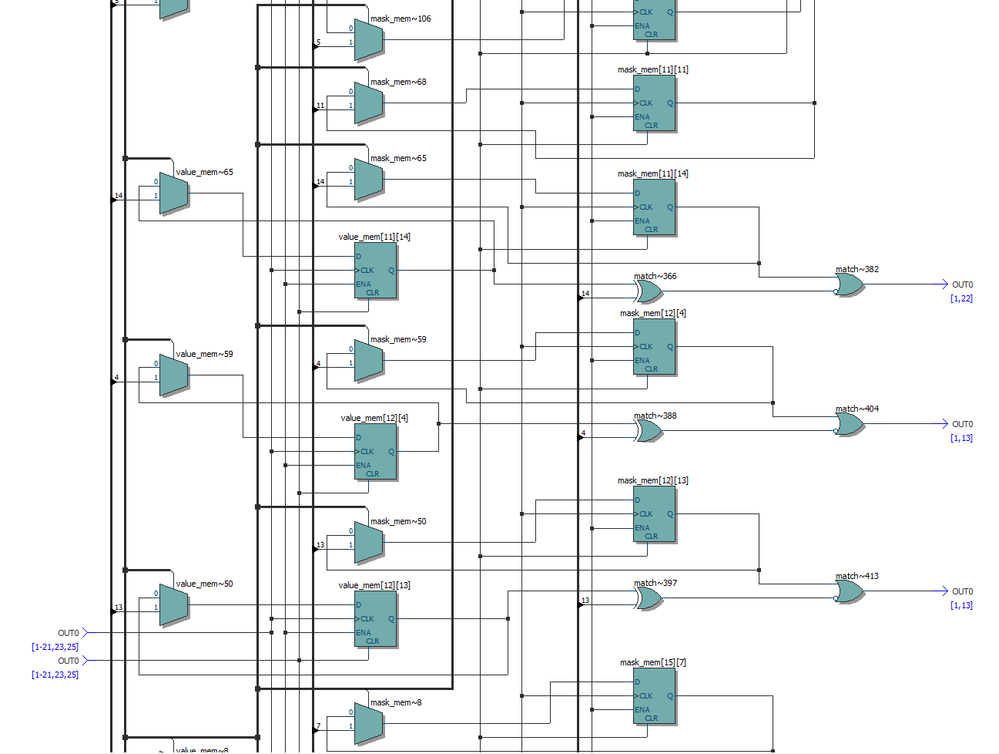 5
mask_mem~106
0
5
1
CLK
Q
ENA
CLR
mask_mem[11][11]
mask_mem~68
0
11
1
D
CLK
Q
ENA
CLR
mask_mem~65
value_mem~65
0
14
1
0
14
1
mask_mem[11][14]
D
CLK
Q
ENA
CLR
value_mem[11][14]
D
CLK
Q
ENA
CLR
match~366
14
match~382
OUT0
[1,22]
mask_mem[12][4]
D
CLK
Q
ENA
CLR
mask_mem~59
0
4
1
value_mem~59
0
4
1
value_mem[12][4]
D
CLK
Q
ENA
CLR
match~388
4
match~404
OUT0
[1,13]
mask_mem[12][13]
D
CLK
Q
ENA
CLR
mask_mem~50
0
13
1
value_mem~50
0
13
1
value_mem[12][13]
D
CLK
Q
ENA
CLR
match~397
13
match~413
OUT0
[1,13]
OUT0
[1-21,23,25]
OUT0
[1-21,23,25]
mask_mem[15][7]
D
CLK
Q
ENA
CLR
mask_mem~8
0
7
1
value_mem~8